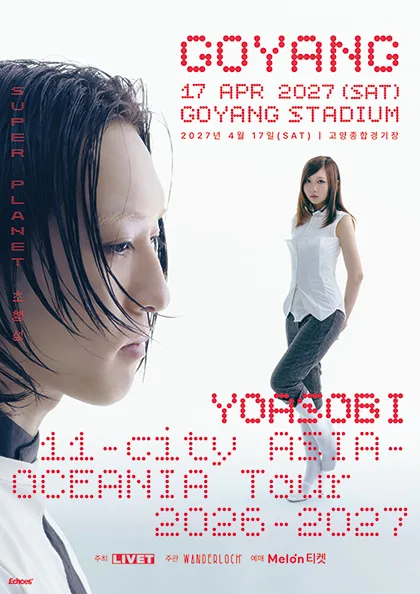 GOYANG
17 APR 2027 (SAT)
GOYANG STADIUM
2027년 4월 17일(SAT) | 고양종합경기장
SUPER PLANET 초행성
YOASOBI
11-city ASIA-
OCEANIA Tour
2026-2027
주최 LIVET 주관 WANDERLOCH 예매 Melon티켓
Echoes